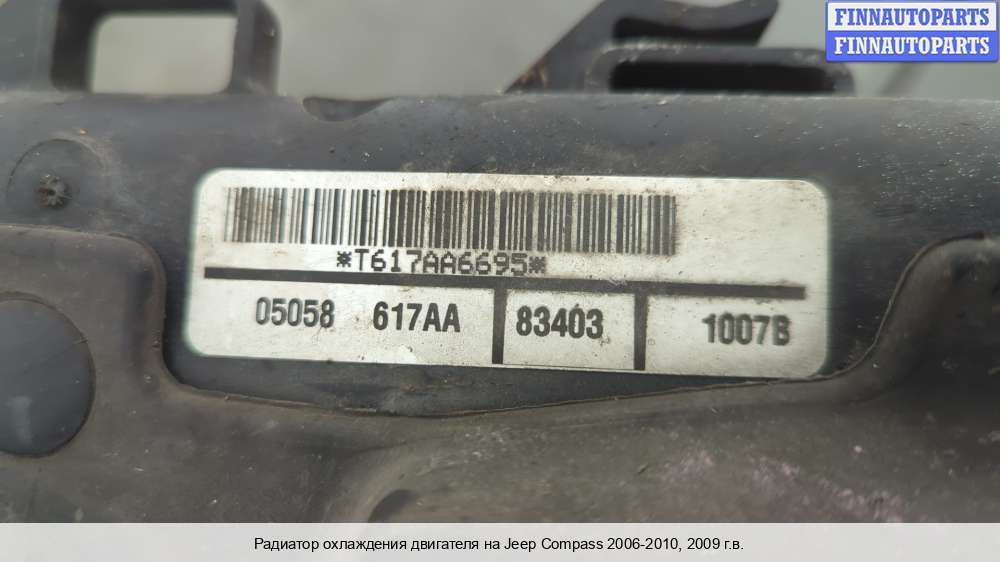 FINNAUTOPARTS
FINNAUTOPARTS
*T617AA6695*
05058 617AA 83403 1007B
Радиатор охлаждения двигателя на Jeep Compass 2006-2010, 2009 г.в.